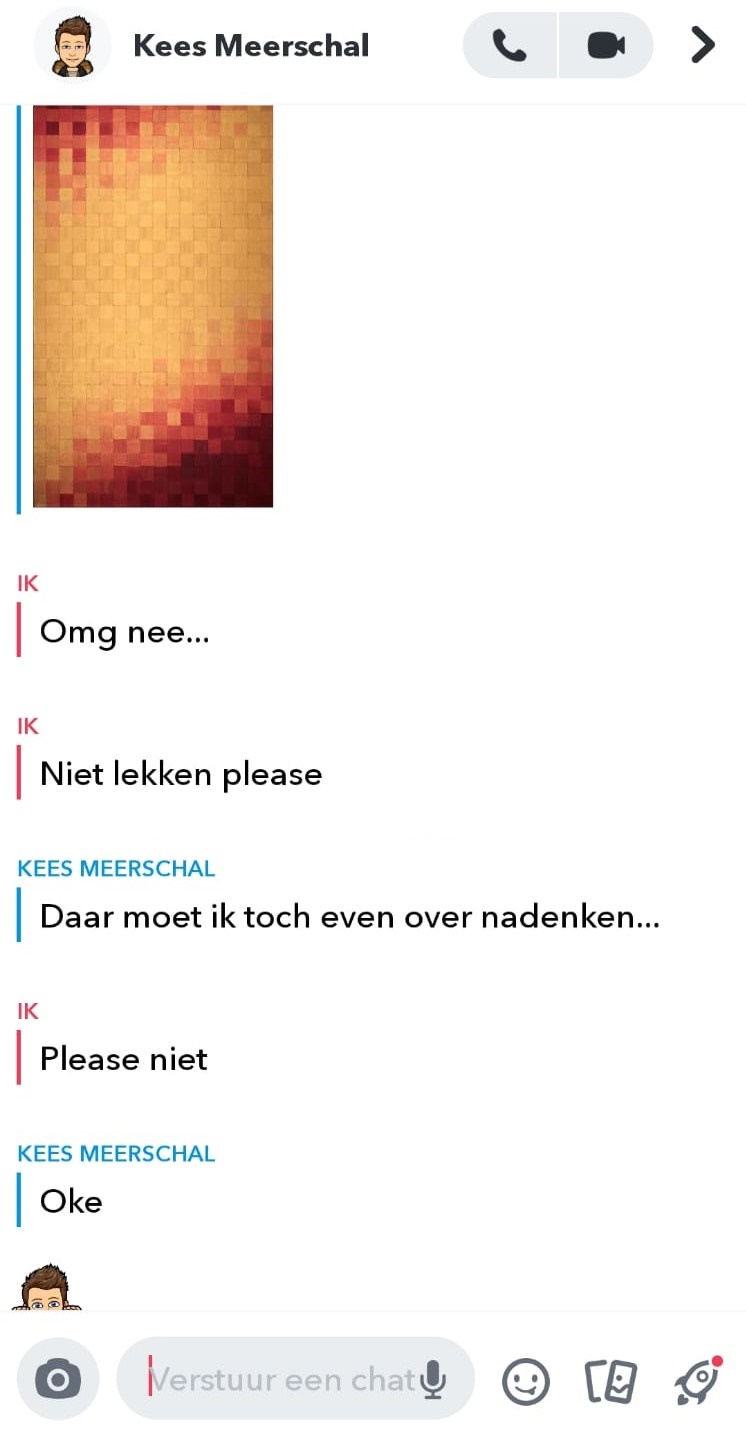 Kees Meerschal
IK
Omg nee...
IK
Niet lekken please
KEES MEERSCHAL
Daar moet ik toch even over nadenken...
IK
Please niet
KEES MEERSCHAL
Oke
Verstuur een chat